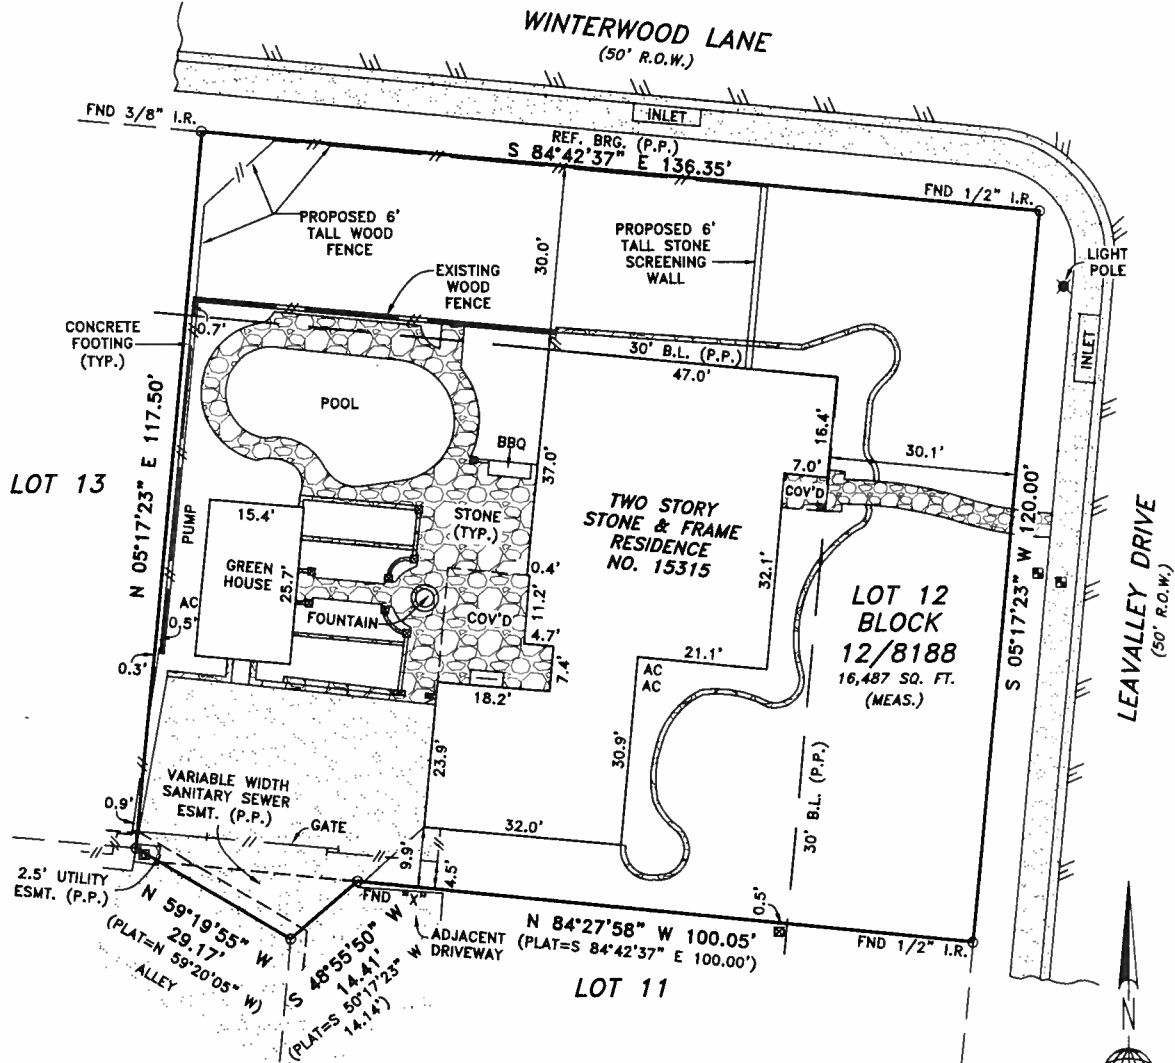 WINTERWOOD LANE
(50' R.O.W.)
INLET
FND 3/8" I.R.
REF. BRG. (P.P.)
S 84°42'37" E 136.35'
FND 1/2" I.R.
PROPOSED 6'
TALL WOOD
FENCE
PROPOSED 6'
TALL STONE
SCREENING
WALL
30.0'
LIGHT
POLE
EXISTING
WOOD
FENCE
CONCRETE
FOOTING
(TYP.)
0.7'
INLET
30' B.L. (P.P.)
47.0'
POOL
BBQ
37.0'
16.4'
30.1'
7.0'
COV'D
LOT 13
N 05°17'23" E 117.50'
PUMP
15.4'
STONE
(TYP.)
TWO STORY
STONE & FRAME
RESIDENCE
NO. 15315
S 05°17'23" W 120.00'
LEAVALLEY DRIVE
(50' R.O.W.)
GREEN
HOUSE
25.7'
0.4'
11.2'
32.1'
AC
0.5'
FOUNTAIN
COV'D
4.7'
7.4'
LOT 12
BLOCK
12/8188
16,487 SQ. FT.
(MEAS.)
0.3'
21.1'
AC
AC
18.2'
23.9'
30.9'
30' B.L. (P.P.)
VARIABLE WIDTH
SANITARY SEWER
ESMT. (P.P.)
0.9'
GATE
32.0'
9.9'
4.5'
2.5' UTILITY
ESMT. (P.P.)
FND "X"
0.5'
N 59°19'55" W
29.17'
(PLAT=N 59°20'05" W)
ALLEY
S 48°55'50" W
14.41'
(PLAT=S 50°17'23" W
14.14')
ADJACENT
DRIVEWAY
N 84°27'58" W 100.05'
(PLAT=S 84°42'37" E 100.00')
FND 1/2" I.R.
LOT 11
N